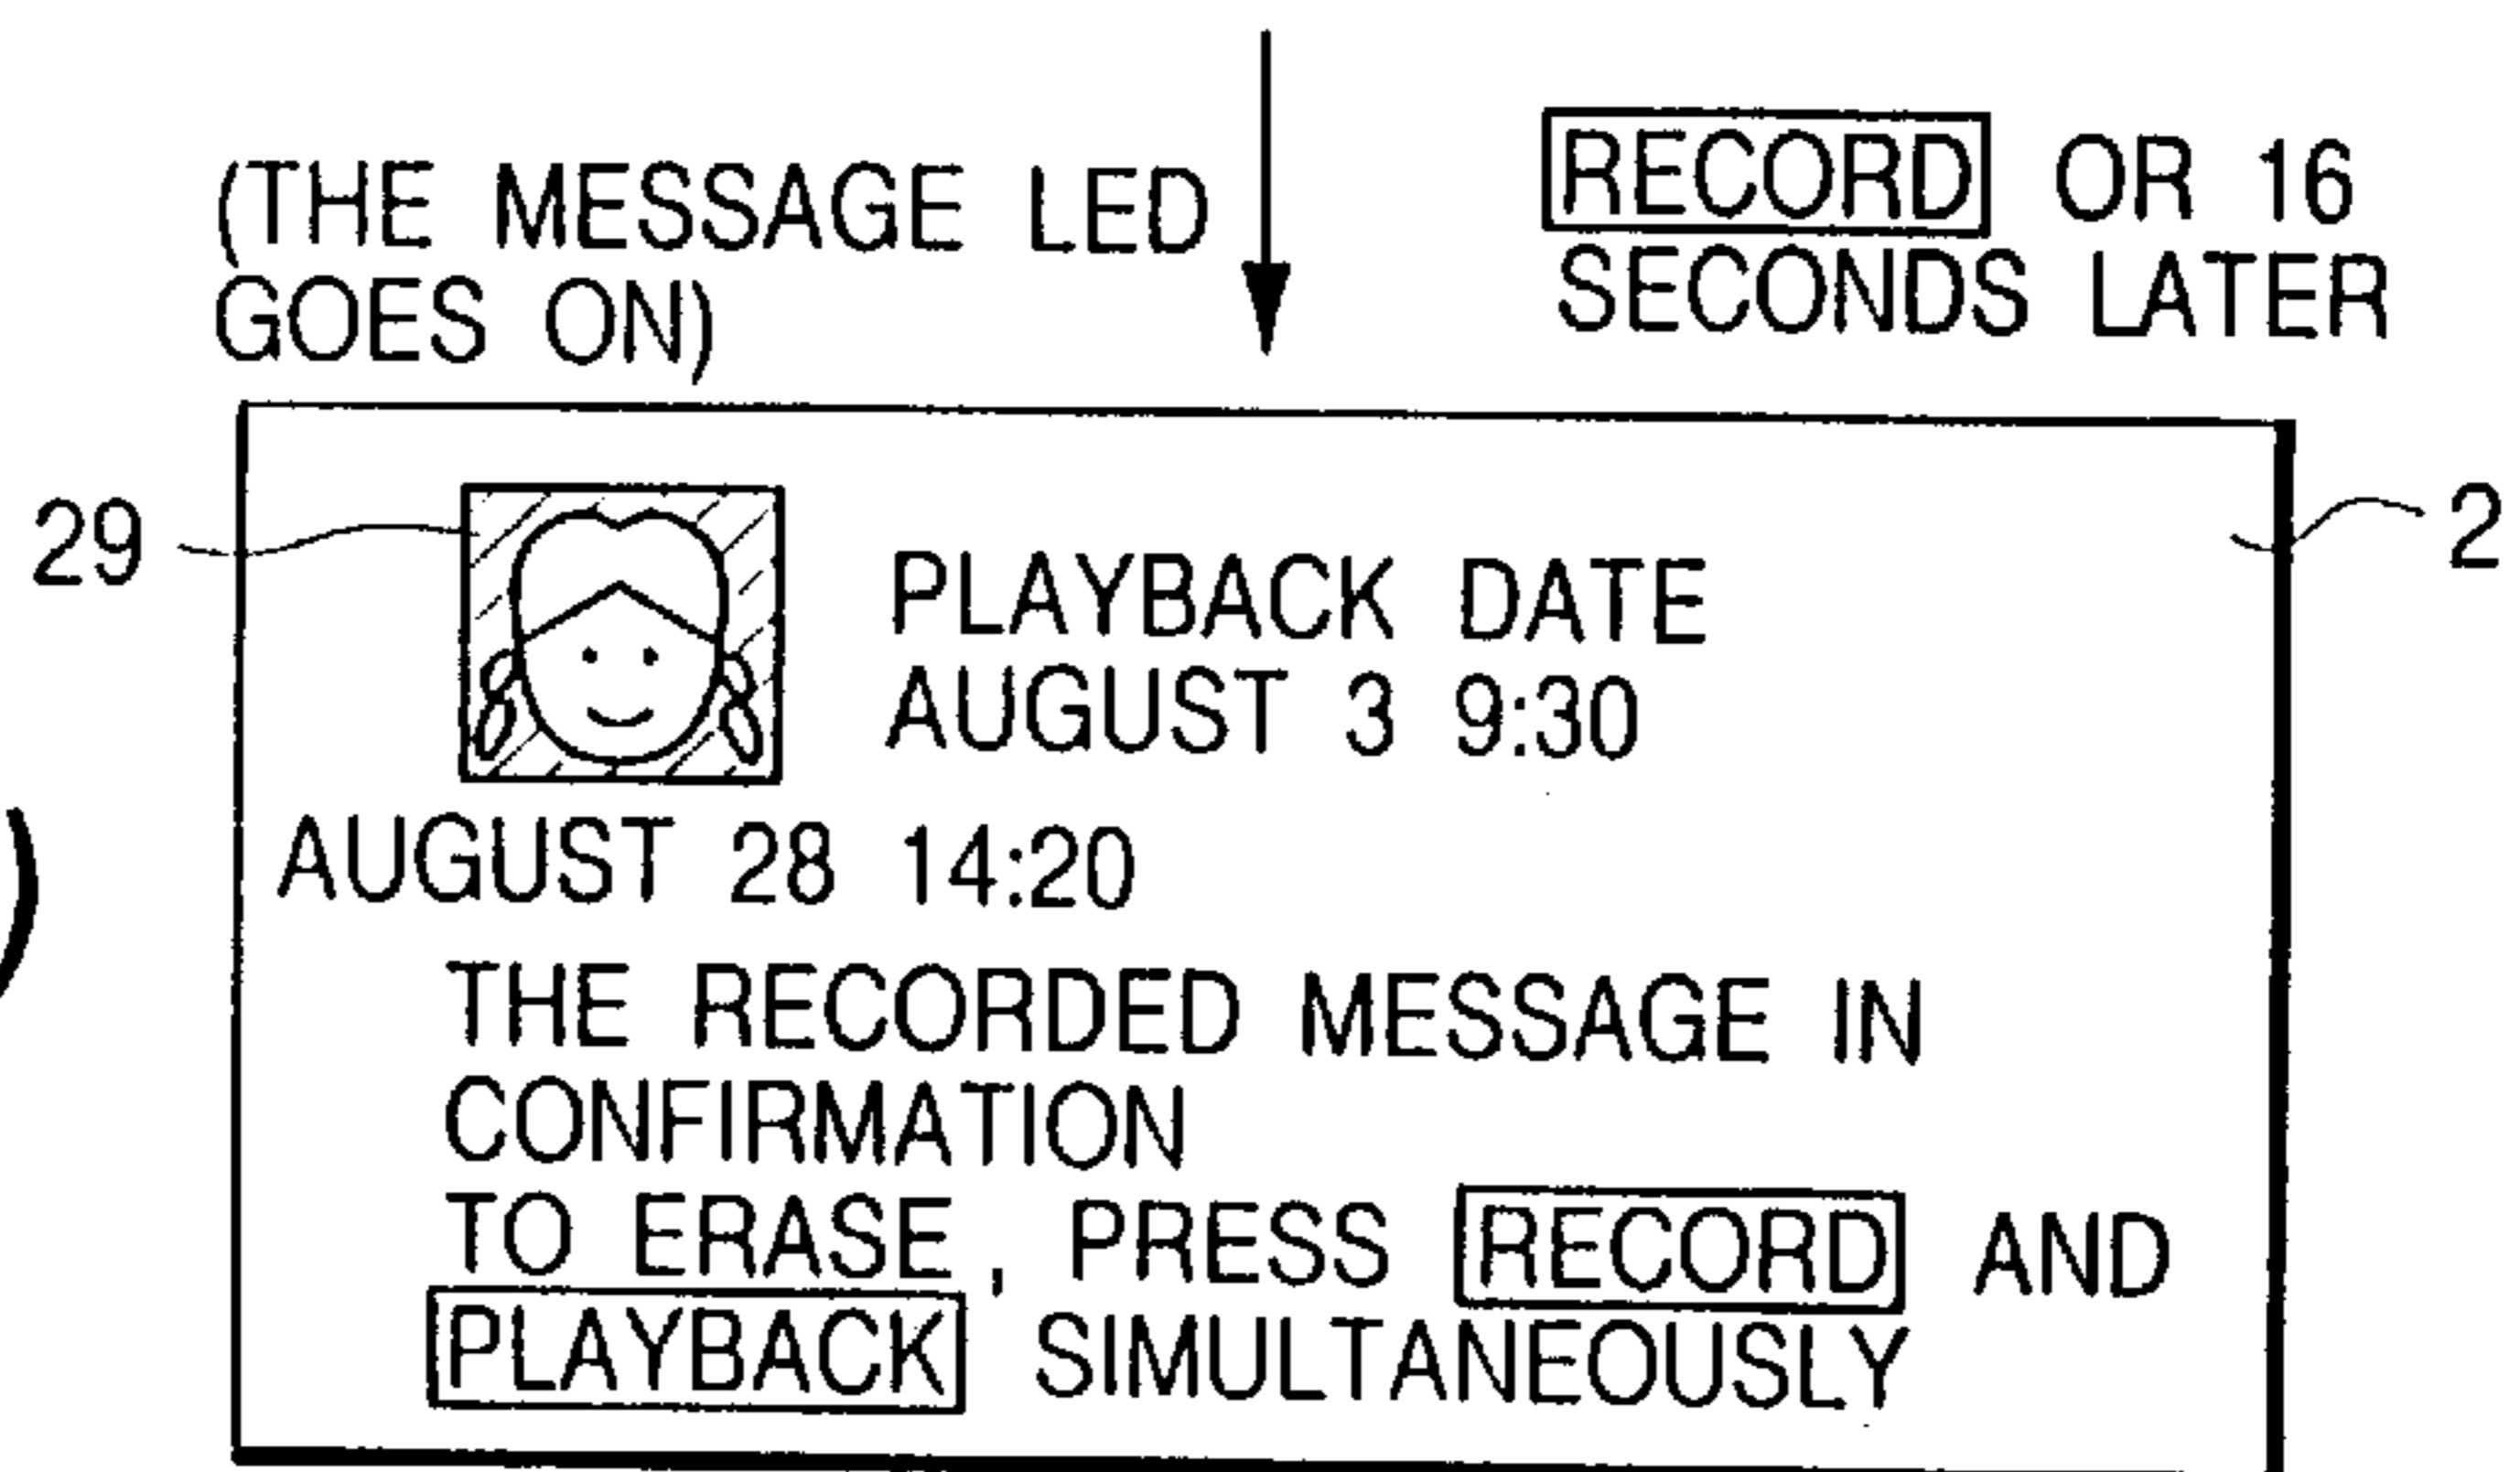 (THE MESSAGE LED
GOES ON)
RECORD OR 16
SECONDS LATER
29
2
PLAYBACK DATE
AUGUST 3 9:30
AUGUST 28 14:20
THE RECORDED MESSAGE IN
CONFIRMATION
TO ERASE, PRESS RECORD AND
PLAYBACK SIMULTANEOUSLY